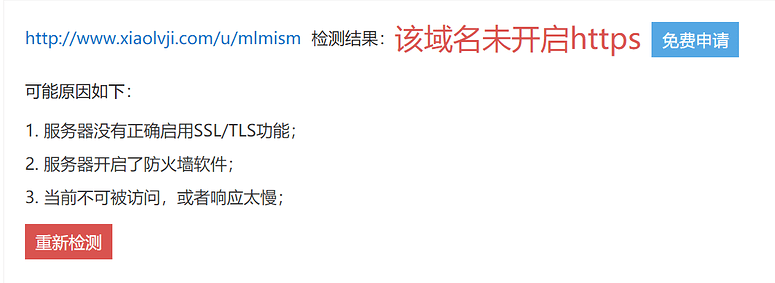 http://www.xiaolvji.com/u/mlmism 检测结果：该域名未开启https 免费申请
可能原因如下：
1. 服务器没有正确启用SSL/TLS功能；
2. 服务器开启了防火墙软件；
3. 当前不可被访问，或者响应太慢；
重新检测